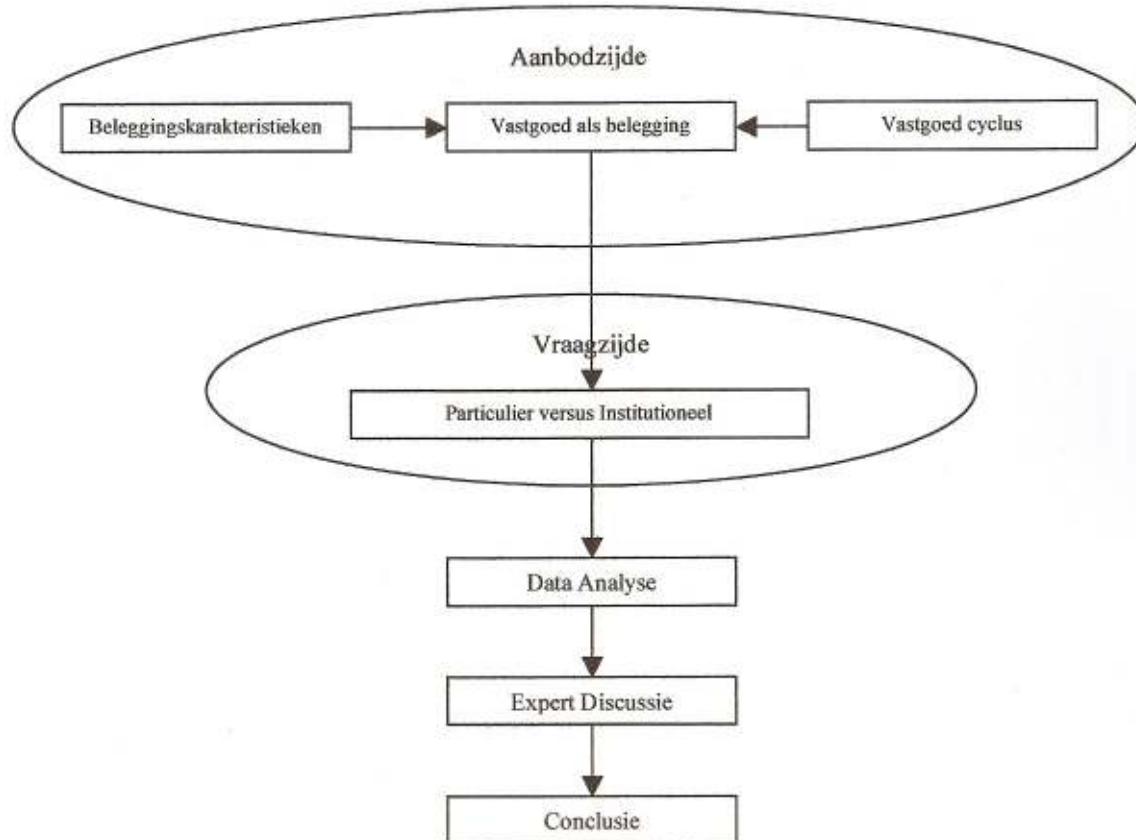 Aanbodzijde
Beleggingskarakteristieken
Vastgoed als belegging
Vastgoed cyclus
Vraagzijde
Particulier versus Institutioneel
Data Analyse
Expert Discussie
Conclusie